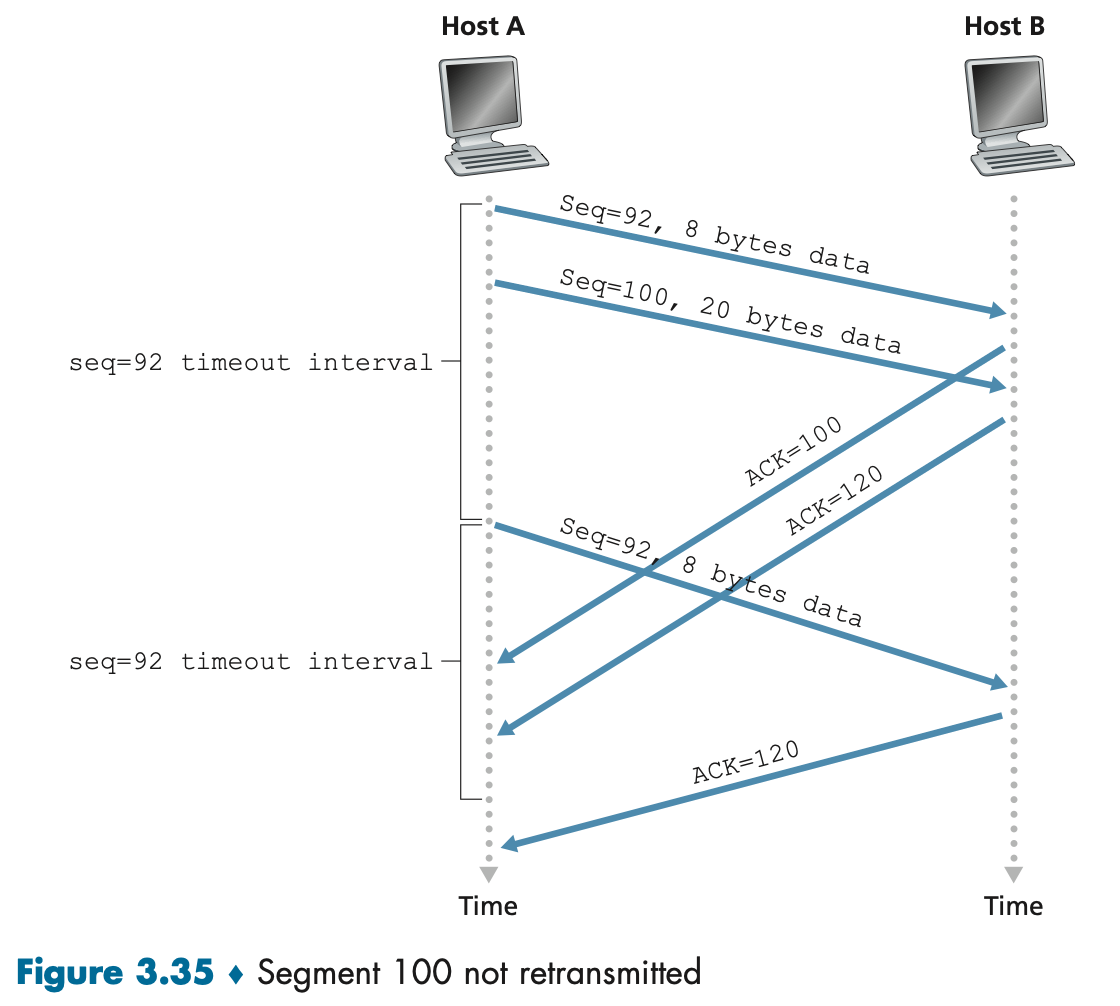 Host A
Host B
Seq=92, 8 bytes data
Seq=100, 20 bytes data
seq=92 timeout interval
ACK=100
ACK=120
Seq=92, 8 bytes data
seq=92 timeout interval
ACK=120
Time
Time
Figure 3.35 ♦ Segment 100 not retransmitted